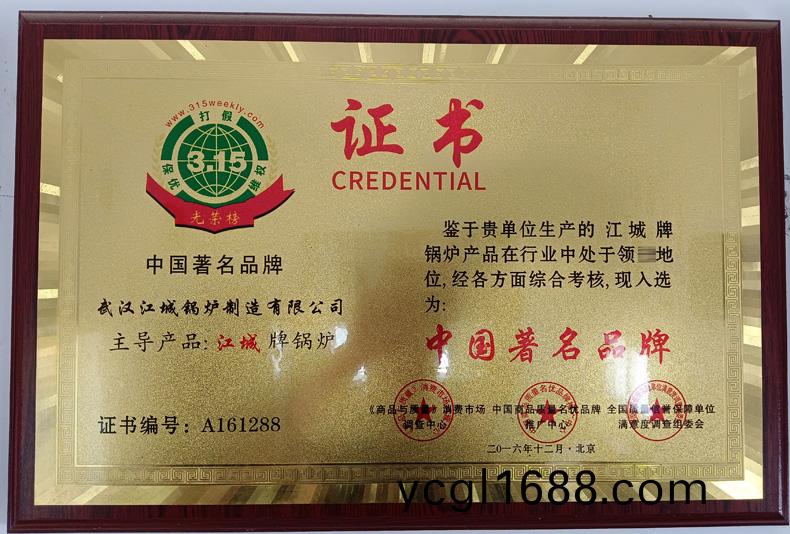 www.315weekly.com
打假
保优
3.15
维权
光荣榜
中国著名品牌
武汉江城锅炉制造有限公司
主导产品:江城牌锅炉
证书编号:A161288
证书
CREDENTIAL
鉴于贵单位生产的 江城牌
锅炉产品在行业中处于领 地
位,经各方面综合考核,现入选
为:
中国著名品牌
《商品与质量》消费市场
调查中心
中国商品质量名优品牌
推广中心
全国质量信誉保障单位
满意度调查组委会
二〇一六年十二月·北京
ycgl1688.com